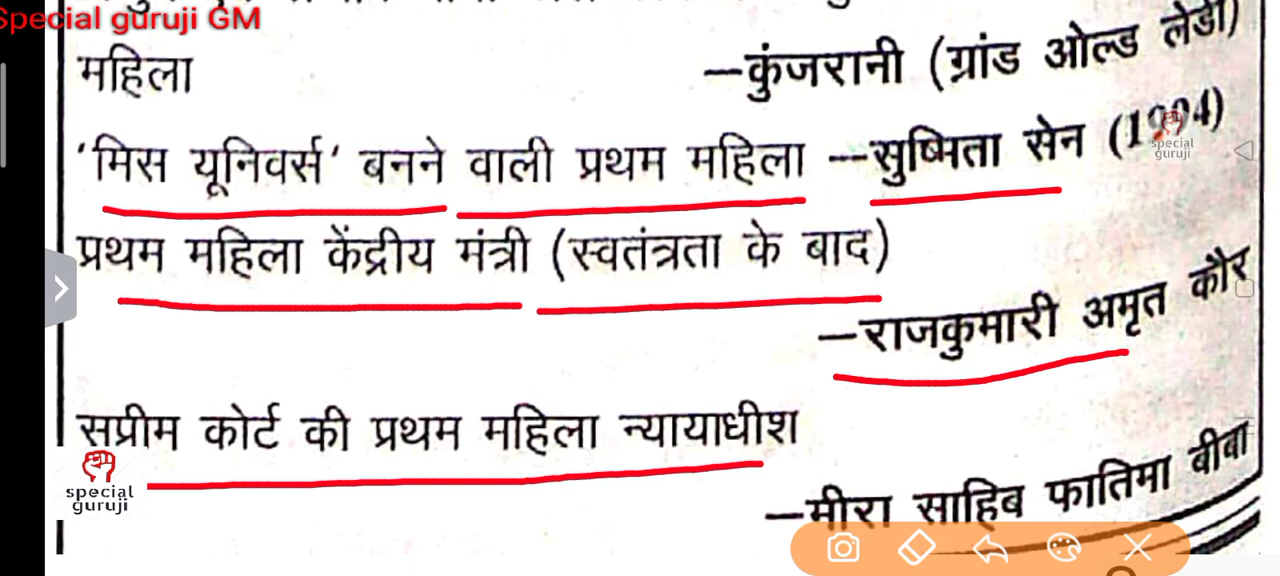 Special guruji GM
महिला —कुंजरानी (ग्रांड ओल्ड लेडी)
'मिस यूनिवर्स' बनने वाली प्रथम महिला —सुष्मिता सेन (1994)
special guruji
प्रथम महिला केंद्रीय मंत्री (स्वतंत्रता के बाद)
—राजकुमारी अमृत कौर
सुप्रीम कोर्ट की प्रथम महिला न्यायाधीश
special
guruji
—मीरा साहिब फातिमा बीबी